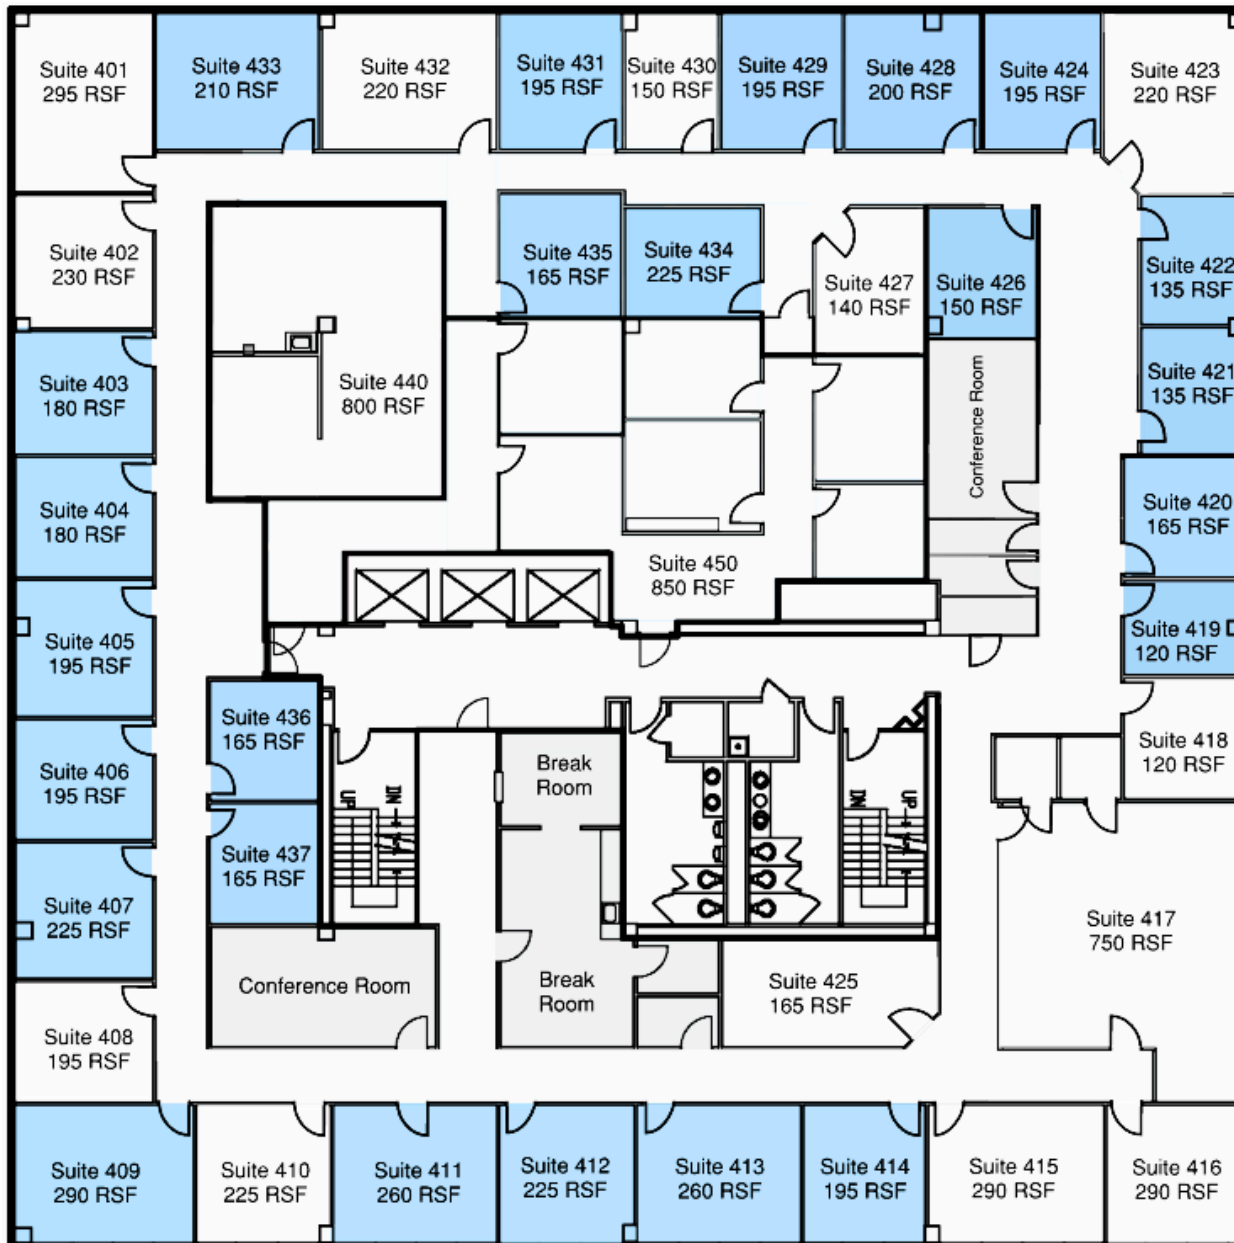 Suite 401
295 RSF
Suite 433
210 RSF
Suite 432
220 RSF
Suite 431
195 RSF
Suite 430
150 RSF
Suite 429
195 RSF
Suite 428
200 RSF
Suite 424
195 RSF
Suite 423
220 RSF
Suite 402
230 RSF
Suite 435
165 RSF
Suite 434
225 RSF
Suite 427
140 RSF
Suite 426
150 RSF
Suite 422
135 RSF
Suite 403
180 RSF
Suite 440
800 RSF
Conference Room
Suite 421
135 RSF
Suite 404
180 RSF
Suite 420
165 RSF
Suite 450
850 RSF
Suite 405
195 RSF
Suite 419
120 RSF
Suite 436
165 RSF
Suite 406
195 RSF
Break
Room
Suite 418
120 RSF
UP
DN
DN
UP
Suite 437
165 RSF
Suite 407
225 RSF
Suite 417
750 RSF
Conference Room
Break
Room
Suite 425
165 RSF
Suite 408
195 RSF
Suite 409
290 RSF
Suite 410
225 RSF
Suite 411
260 RSF
Suite 412
225 RSF
Suite 413
260 RSF
Suite 414
195 RSF
Suite 415
290 RSF
Suite 416
290 RSF